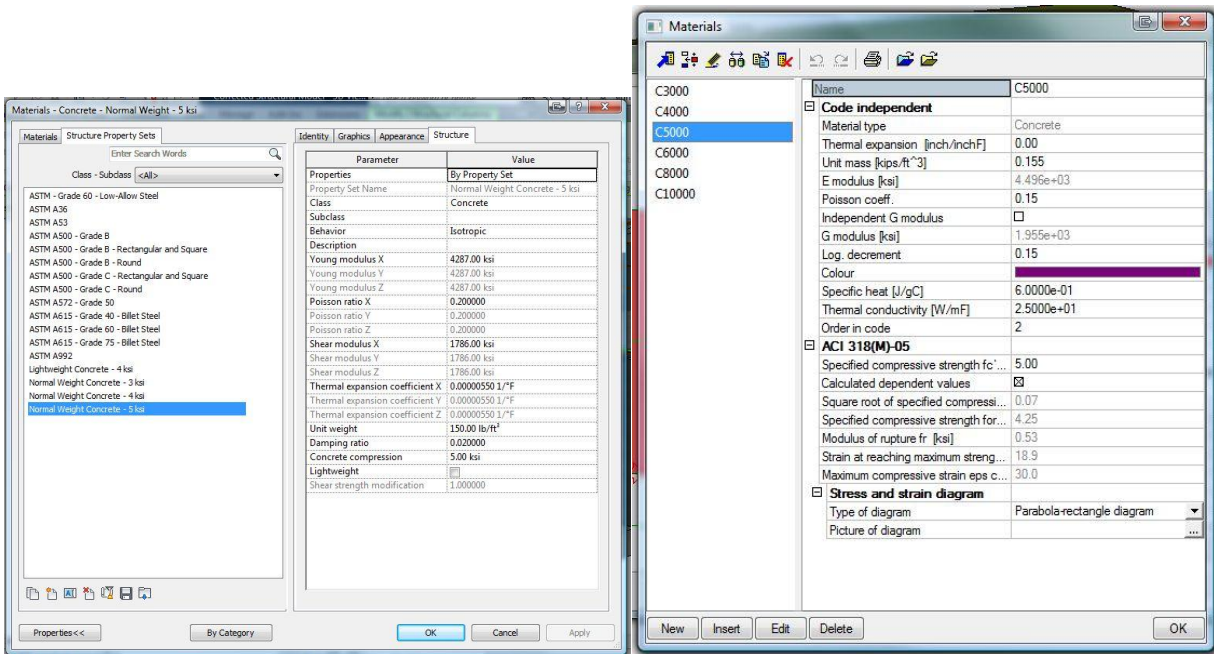 Materials - Concrete - Normal Weight - 5 ksi
Materials
Structure Property Sets
Enter Search Words
Class - Subclass <All>
ASTM - Grade 60 - Low-Allow Steel
ASTM A36
ASTM A53
ASTM A500 - Grade B
ASTM A500 - Grade B - Rectangular and Square
ASTM A500 - Grade B - Round
ASTM A500 - Grade C - Rectangular and Square
ASTM A500 - Grade C - Round
ASTM A572 - Grade 50
ASTM A615 - Grade 40 - Billet Steel
ASTM A615 - Grade 60 - Billet Steel
ASTM A615 - Grade 75 - Billet Steel
ASTM A992
Lightweight Concrete - 4 ksi
Normal Weight Concrete - 3 ksi
Normal Weight Concrete - 4 ksi
Normal Weight Concrete - 5 ksi
Properties<<
By Category
Identity Graphics Appearance Structure
Parameter Value
Properties By Property Set
Property Set Name Normal Weight Concrete - 5 ksi
Class Concrete
Subclass
Behavior Isotropic
Description
Young modulus X 4287.00 ksi
Young modulus Y 4287.00 ksi
Young modulus Z 4287.00 ksi
Poisson ratio X 0.200000
Poisson ratio Y 0.200000
Poisson ratio Z 0.200000
Shear modulus X 1786.00 ksi
Shear modulus Y 1786.00 ksi
Shear modulus Z 1786.00 ksi
Thermal expansion coefficient X 0.00000550 1/°F
Thermal expansion coefficient Y 0.00000550 1/°F
Thermal expansion coefficient Z 0.00000550 1/°F
Unit weight 150.00 lb/ft³
Damping ratio 0.020000
Concrete compression 5.00 ksi
Lightweight
Shear strength modification 1.000000
OK Cancel Apply
Materials
C3000
C4000
C5000
C6000
C8000
C10000
Name C5000
Code independent
Material type Concrete
Thermal expansion [inch/inchF] 0.00
Unit mass [kips/ft^3] 0.155
E modulus [ksi] 4.496e+03
Poisson coeff. 0.15
Independent G modulus
G modulus [ksi] 1.955e+03
Log. decrement 0.15
Colour
Specific heat [J/gC] 6.0000e-01
Thermal conductivity [W/mF] 2.5000e+01
Order in code 2
ACI 318(M)-05
Specified compressive strength fc'... 5.00
Calculated dependent values
Square root of specified compressi... 0.07
Specified compressive strength for... 4.25
Modulus of rupture fr [ksi] 0.53
Strain at reaching maximum streng... 18.9
Maximum compressive strain eps c... 30.0
Stress and strain diagram
Type of diagram Parabola-rectangle diagram
Picture of diagram ...
New Insert Edit Delete OK